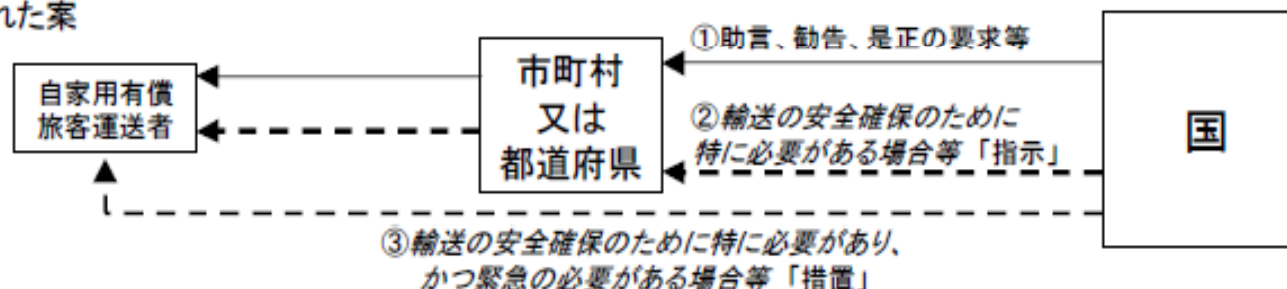 れた案
①助言、勧告、是正の要求等
市町村
又は
都道府県
自家用有償
旅客運送者
②輸送の安全確保のために
特に必要がある場合等「指示」
国
③輸送の安全確保のために特に必要があり、
かつ緊急の必要がある場合等「措置」